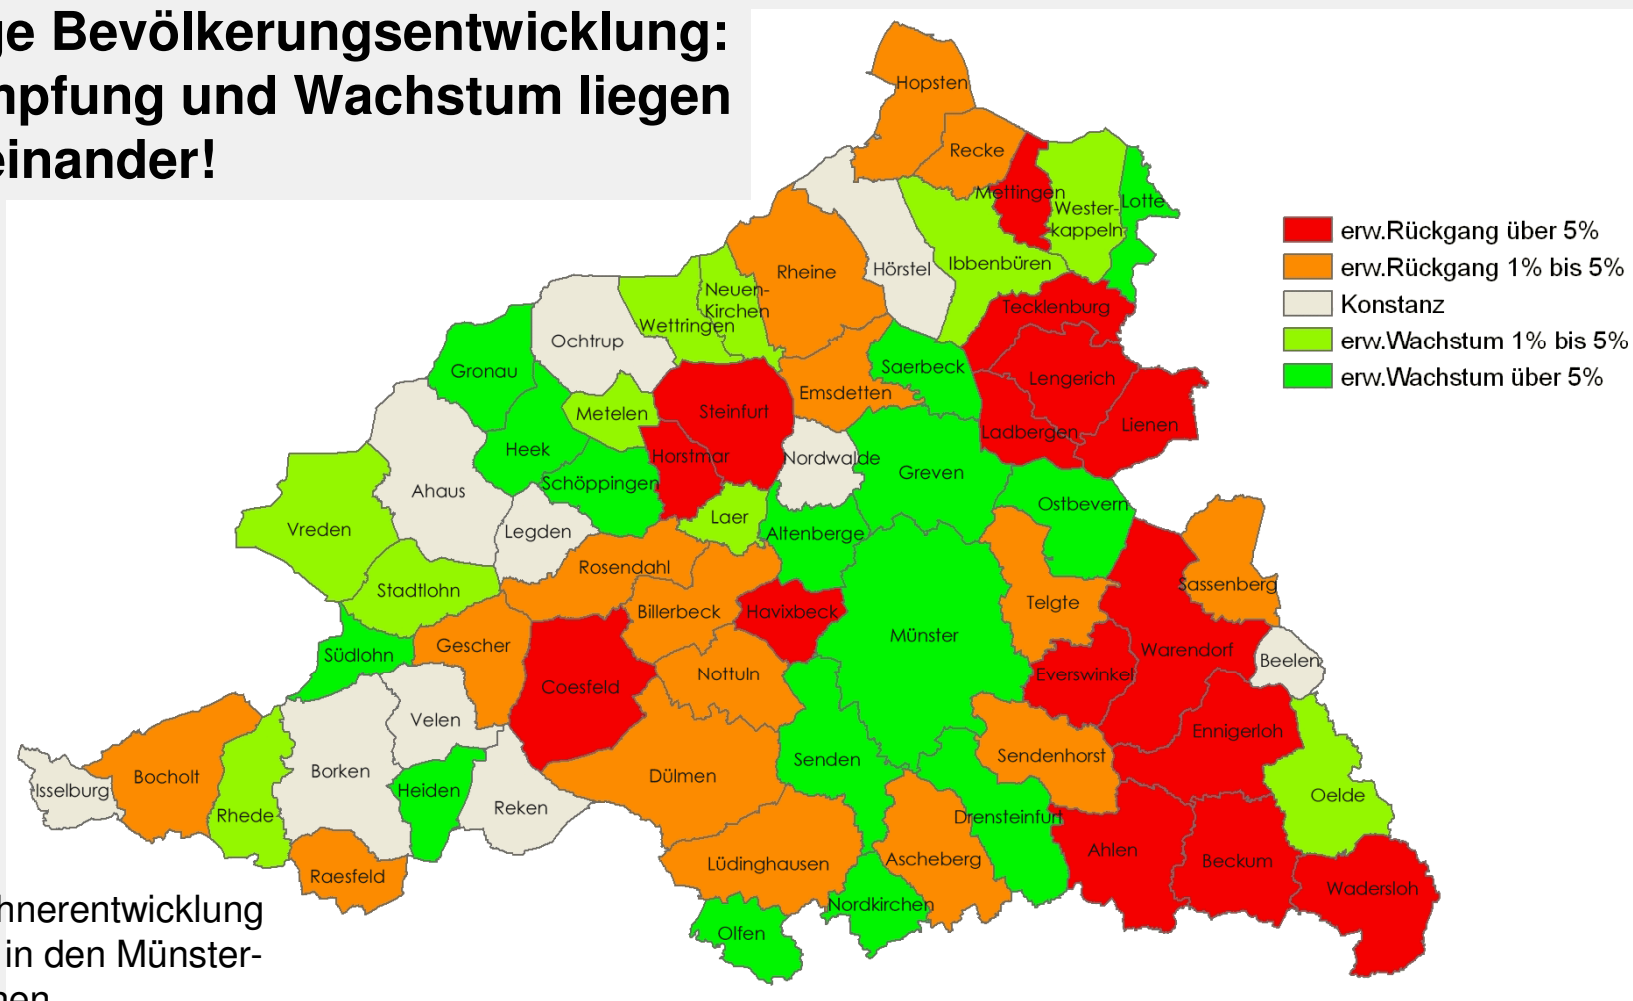 ge Bevölkerungsentwicklung:
mpfung und Wachstum liegen
einander!
Hopsten
Recke
Mettingen
Wester-
kappeln
Lotte
erw.Rückgang über 5%
erw.Rückgang 1% bis 5%
Konstanz
erw.Wachstum 1% bis 5%
erw.Wachstum über 5%
Rheine
Hörstel
Ibbenbüren
Neuen-
Kirchen
Wettringen
Tecklenburg
Ochtrup
Gronau
Saerbeck
Lengerich
Emsdetten
Metelen
Steinfurt
Lienen
Ladbergen
Heek
Horstmar
Nordwalde
Greven
Schöppingen
Ahaus
Ostbevern
Laer
Legden
Altenberge
Vreden
Rosendahl
Sassenberg
Stadtlohn
Telgte
Billerbeck
Havixbeck
Münster
Gescher
Warendorf
Südlohn
Beelen
Nottuln
Everswinkel
Coesfeld
Velen
Ennigerloh
Sendenhorst
Senden
Borken
Bocholt
Dülmen
Isselburg
Heiden
Oelde
Reken
Rhede
Drensteinfurt
Ahlen
Lüdinghausen
Ascheberg
Beckum
Raesfeld
Wadersloh
Nordkirchen
Olfen
hnerentwicklung
in den Münster-
nen